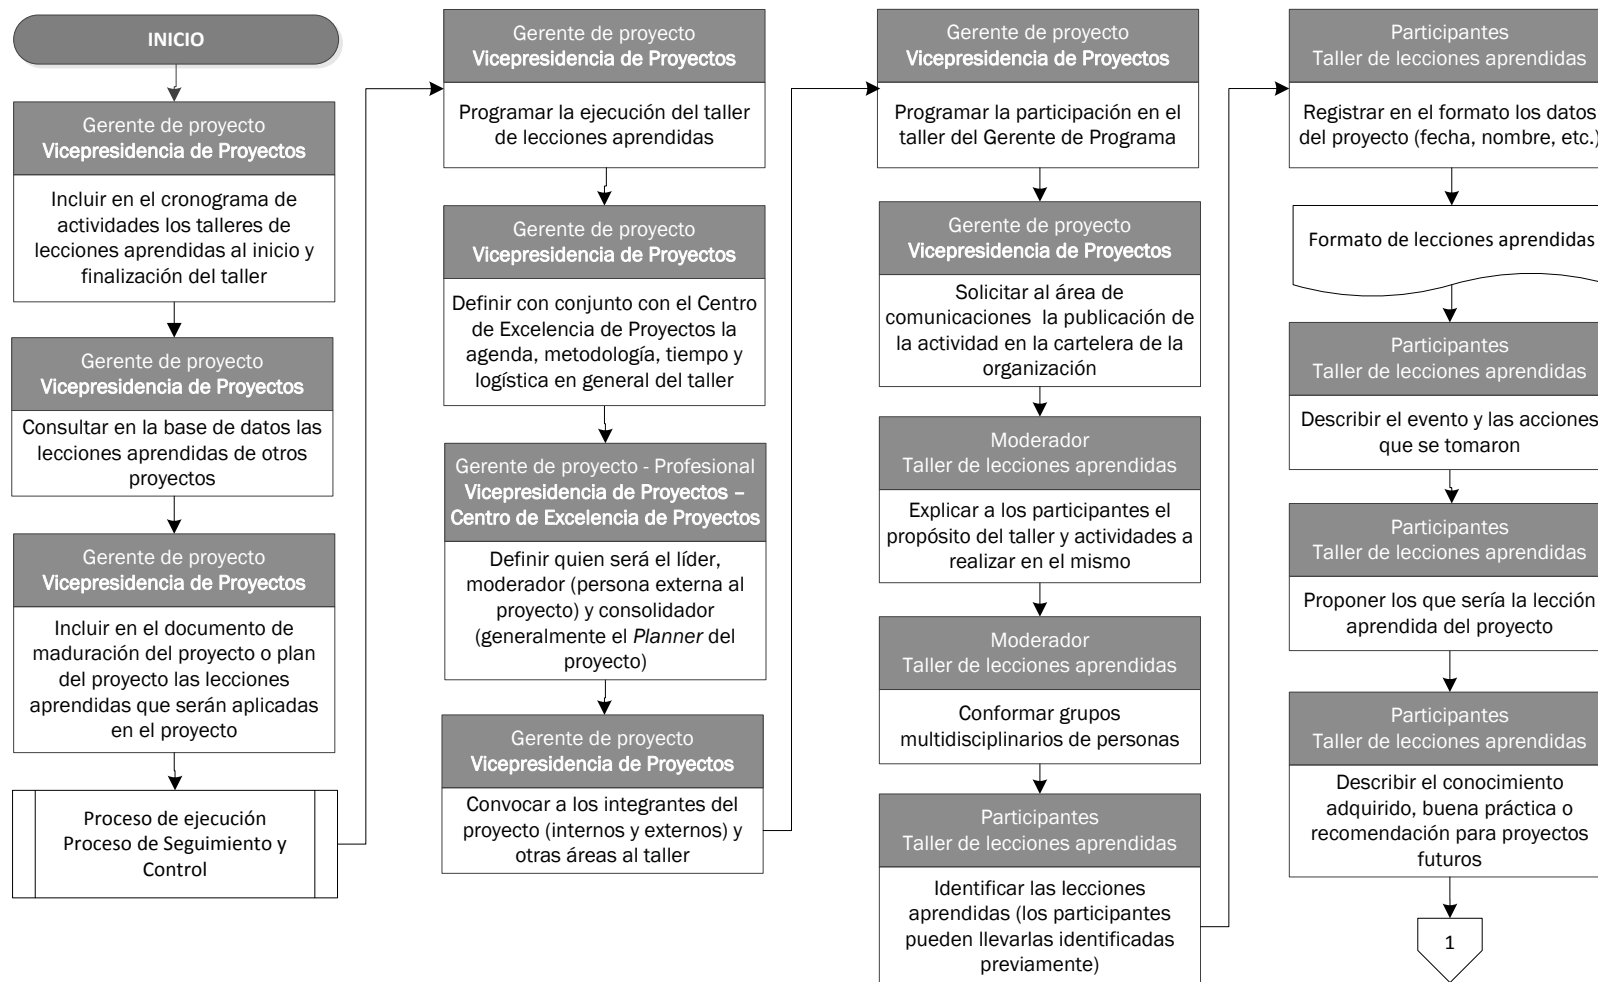 INICIO
Gerente de proyecto
Vicepresidencia de Proyectos
Incluir en el cronograma de
actividades los talleres de
lecciones aprendidas al inicio y
finalización del taller
Gerente de proyecto
Vicepresidencia de Proyectos
Consultar en la base de datos las
lecciones aprendidas de otros
proyectos
Gerente de proyecto
Vicepresidencia de Proyectos
Incluir en el documento de
maduración del proyecto o plan
del proyecto las lecciones
aprendidas que serán aplicadas
en el proyecto
Proceso de ejecución
Proceso de Seguimiento y
Control
Gerente de proyecto
Vicepresidencia de Proyectos
Programar la ejecución del taller
de lecciones aprendidas
Gerente de proyecto
Vicepresidencia de Proyectos
Definir con conjunto con el Centro
de Excelencia de Proyectos la
agenda, metodología, tiempo y
logística en general del taller
Gerente de proyecto - Profesional
Vicepresidencia de Proyectos –
Centro de Excelencia de Proyectos
Definir quien será el líder,
moderador (persona externa al
proyecto) y consolidador
(generalmente el Planner del
proyecto)
Gerente de proyecto
Vicepresidencia de Proyectos
Convocar a los integrantes del
proyecto (internos y externos) y
otras áreas al taller
Gerente de proyecto
Vicepresidencia de Proyectos
Programar la participación en el
taller del Gerente de Programa
Gerente de proyecto
Vicepresidencia de Proyectos
Solicitar al área de
comunicaciones la publicación de
la actividad en la cartelera de la
organización
Moderador
Taller de lecciones aprendidas
Explicar a los participantes el
propósito del taller y actividades a
realizar en el mismo
Moderador
Taller de lecciones aprendidas
Conformar grupos
multidisciplinarios de personas
Participantes
Taller de lecciones aprendidas
Identificar las lecciones
aprendidas (los participantes
pueden llevarlas identificadas
previamente)
Participantes
Taller de lecciones aprendidas
Registrar en el formato los datos
del proyecto (fecha, nombre, etc.)
Formato de lecciones aprendidas
Participantes
Taller de lecciones aprendidas
Describir el evento y las acciones
que se tomaron
Participantes
Taller de lecciones aprendidas
Proponer los que sería la lección
aprendida del proyecto
Participantes
Taller de lecciones aprendidas
Describir el conocimiento
adquirido, buena práctica o
recomendación para proyectos
futuros
1